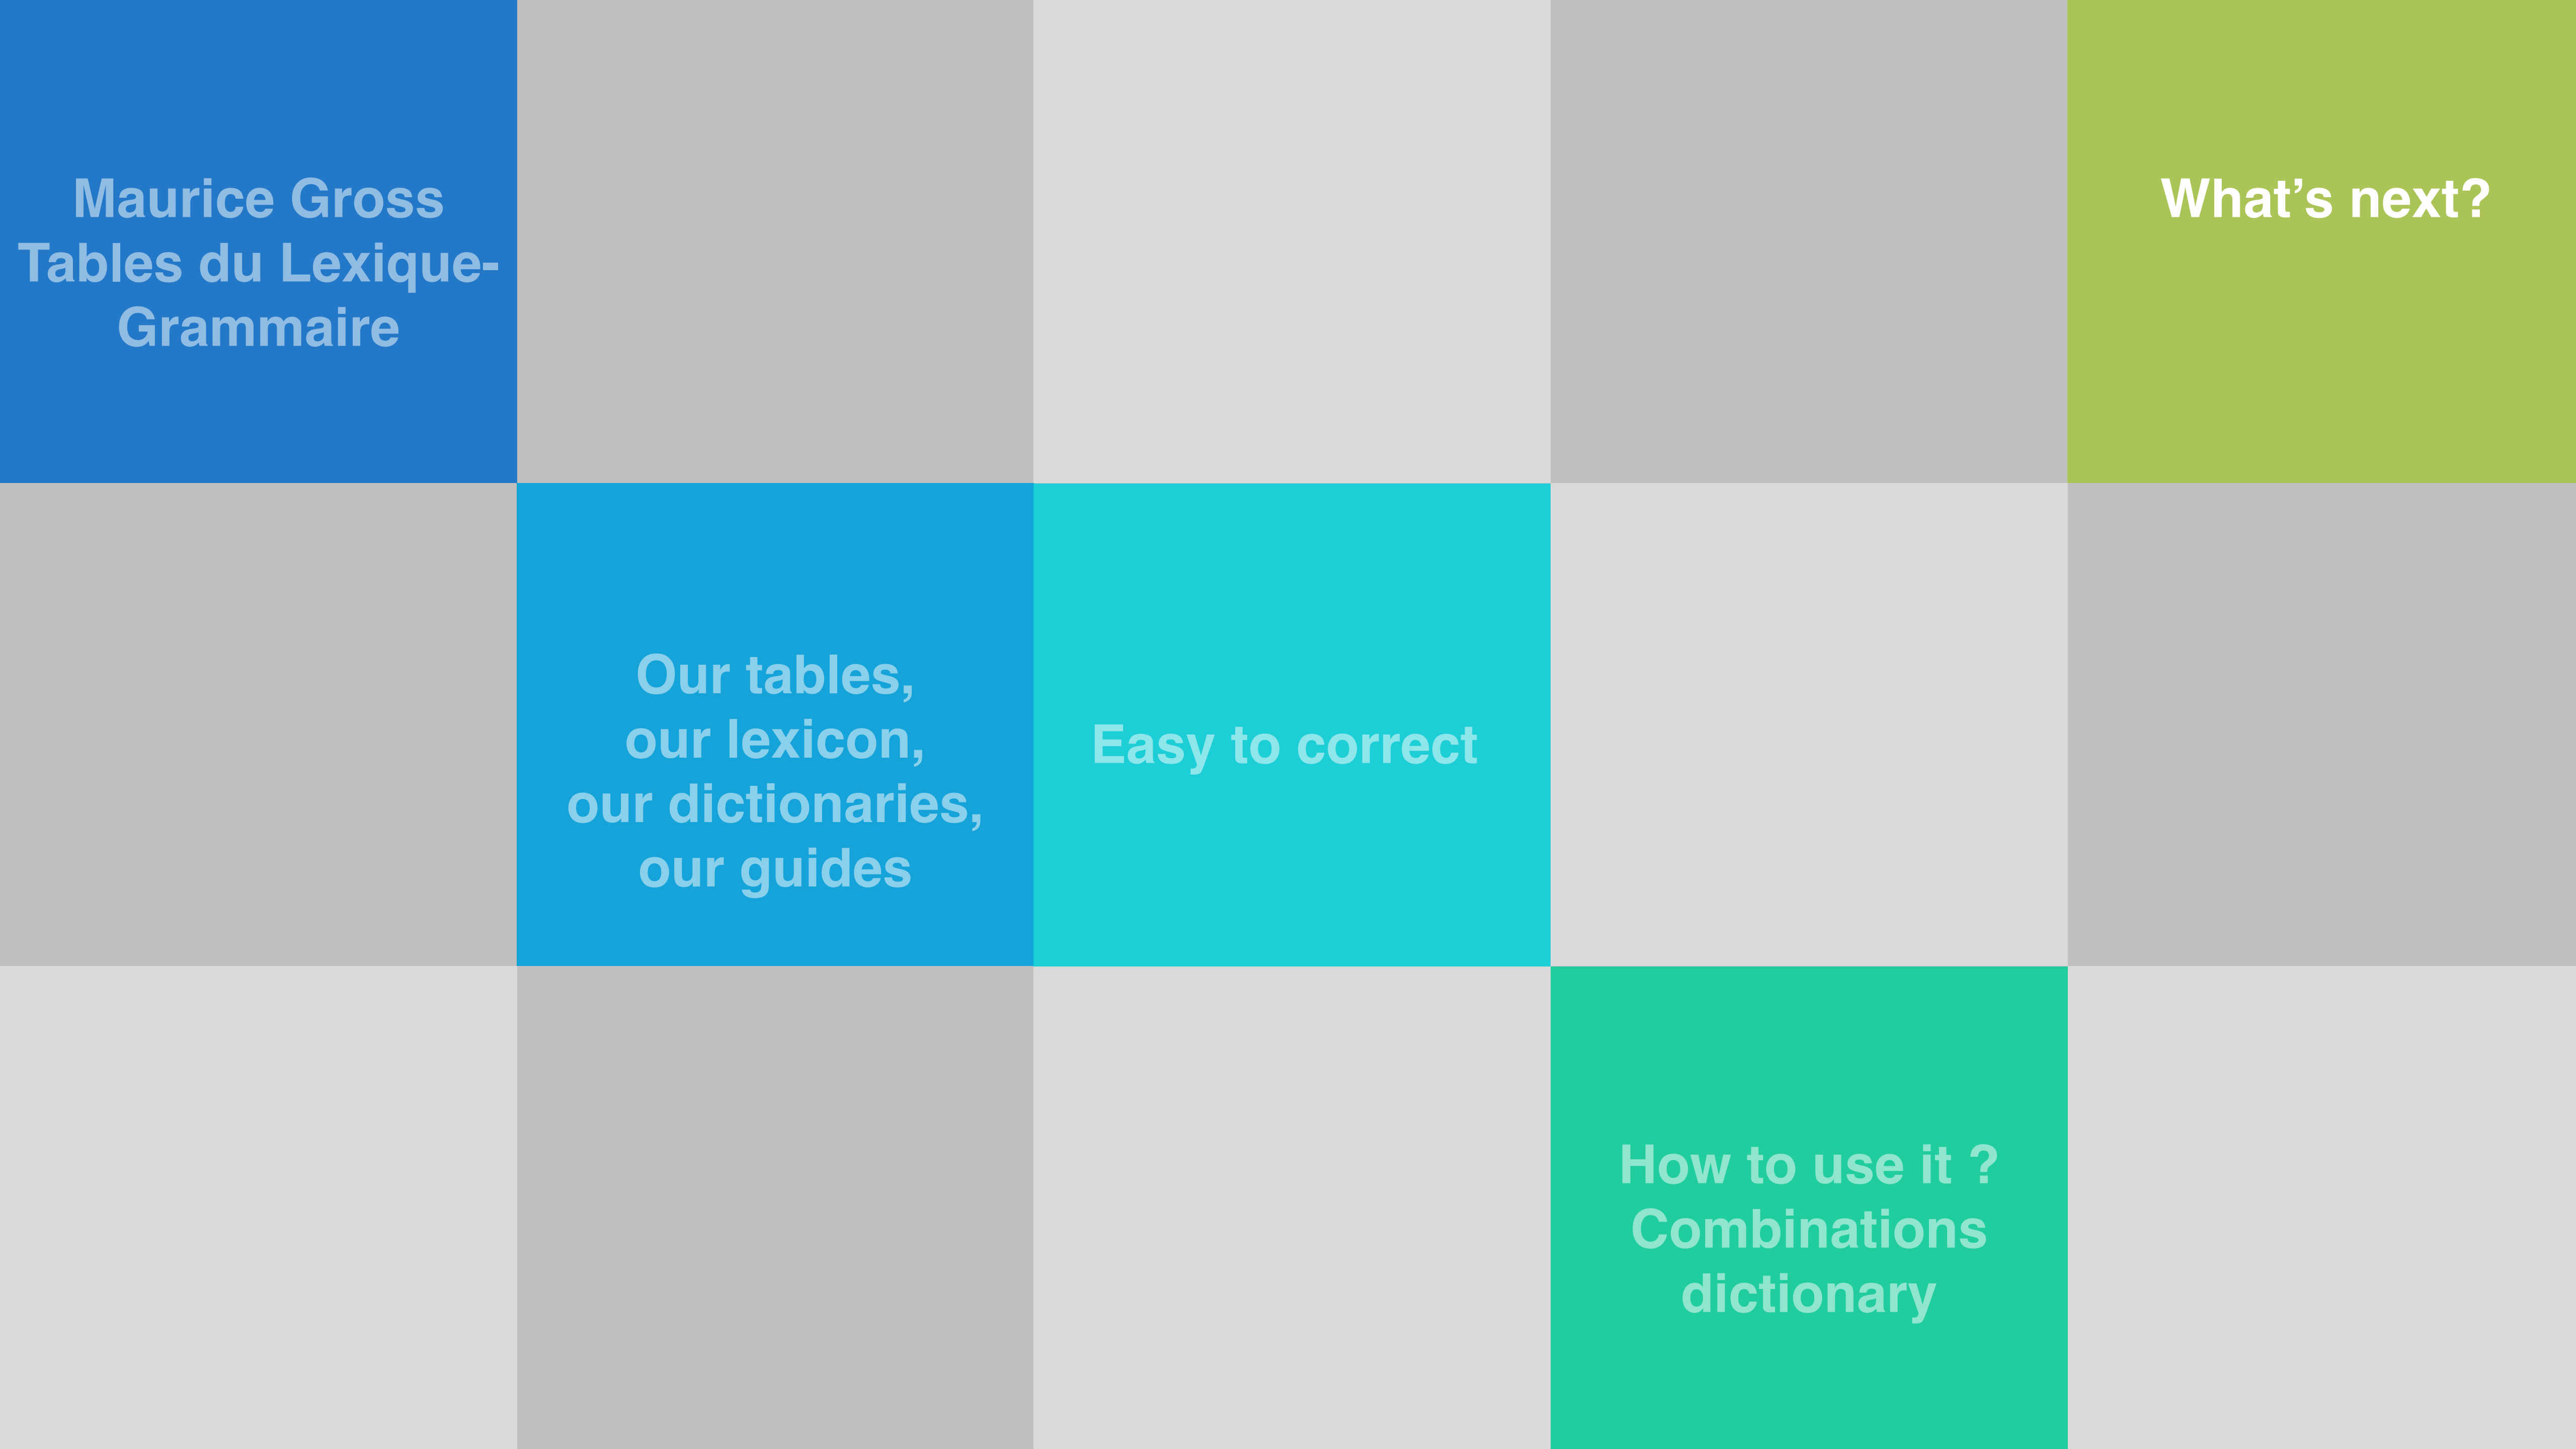 Maurice Gross
Tables du Lexique-
Grammaire
What’s next?
Our tables,
our lexicon,
our dictionaries,
our guides
Easy to correct
How to use it ?
Combinations
dictionary